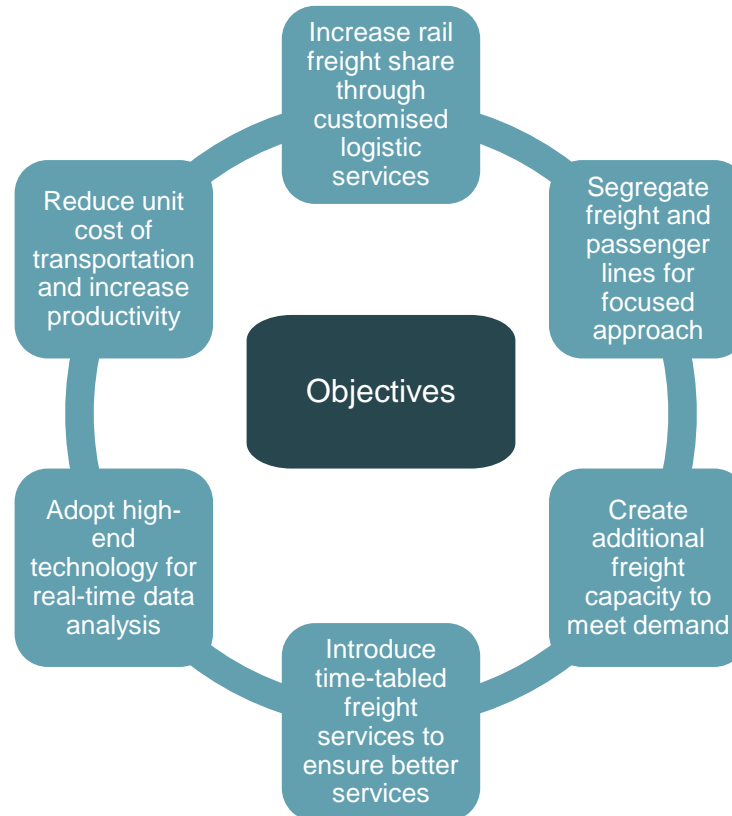 Increase rail
freight share
through
customised
logistic
services
Segregate
freight and
passenger
lines for
focused
approach
Create
additional
freight
capacity to
meet demand
Introduce
time-tabled
freight
services to
ensure better
services
Adopt high-
end
technology for
real-time data
analysis
Reduce unit
cost of
transportation
and increase
productivity
Objectives